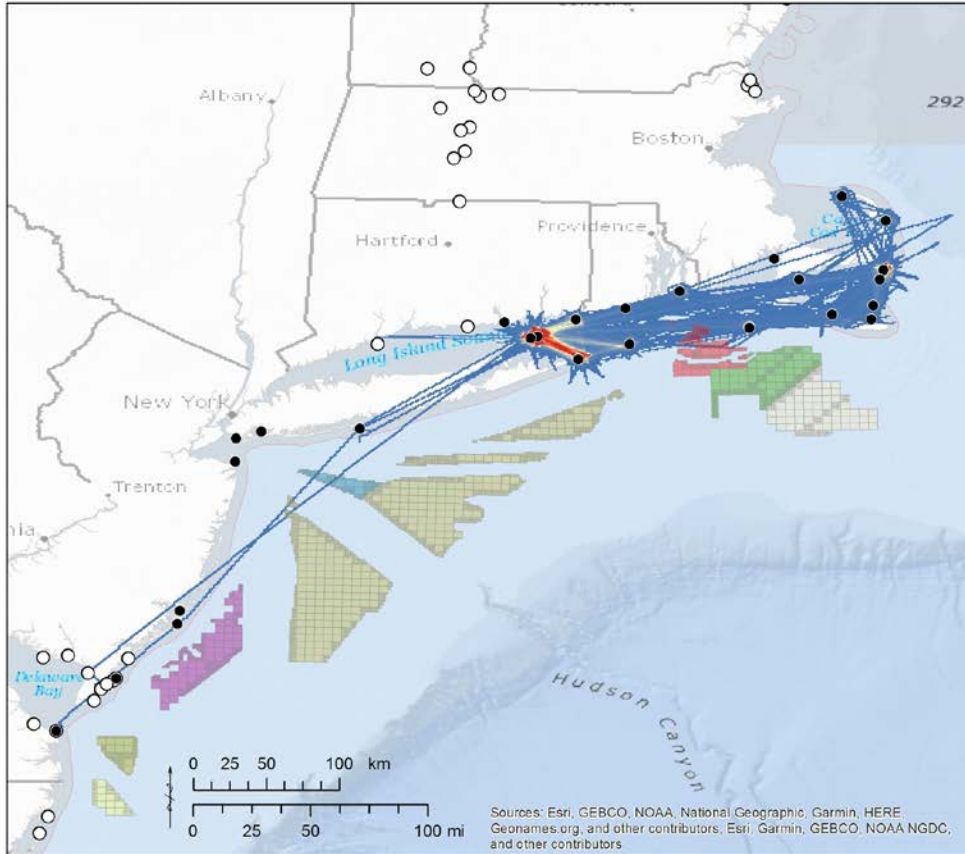 Albany
292
Boston
Hartford
Providence
Long Island Sound
New York
Trenton
nia
Delaware
Bay
Hudson Canyon
0 25 50 100 km
0 50 100 mi
Sources: Esri, GEBCO, NOAA, National Geographic, Garmin, HERE,
Geonames.org, and other contributors, Esri, Garmin, GEBCO, NOAA NGDC,
and other contributors